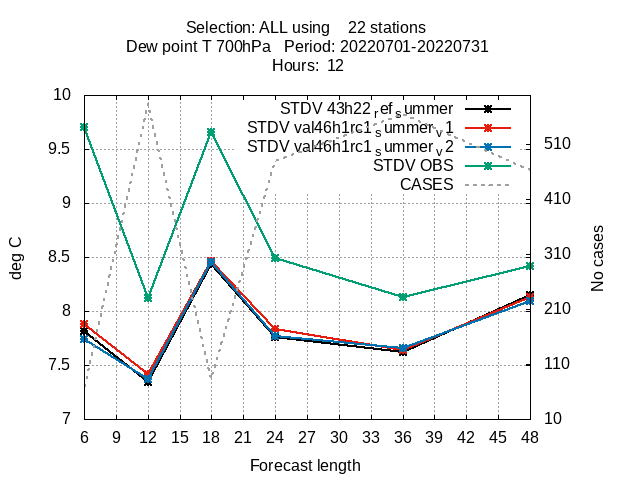 Selection: ALL using 22 stations
Dew point T 700hPa Period: 20220701-20220731
Hours: 12
STDV 43h22_ref_summer
STDV val46h1rc1_summer_v1
STDV val46h1rc1_summer_v2
STDV OBS
CASES
deg C
10
9.5
9
8.5
8
7.5
7
No cases
510
410
310
210
110
10
6 9 12 15 18 21 24 27 30 33 36 39 42 45 48
Forecast length